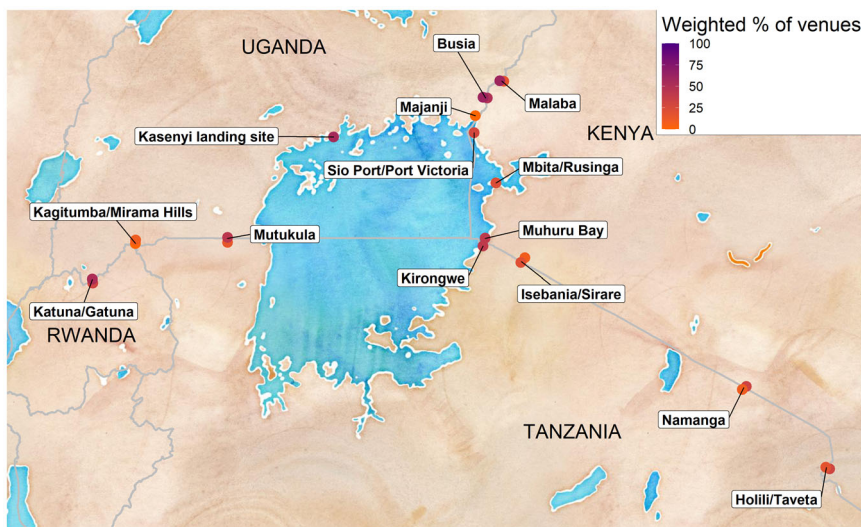 Weighted % of venues
100
75
50
25
0
UGANDA
Busia
Malaba
Majanji
Kasenyi landing site
KENYA
Sio Port/Port Victoria
Mbita/Rusinga
Kagitumba/Mirama Hills
Mutukula
Muhuru Bay
Kirongwe
Isebania/Sirare
Katuna/Gatuna
RWANDA
Namanga
TANZANIA
Holili/Taveta